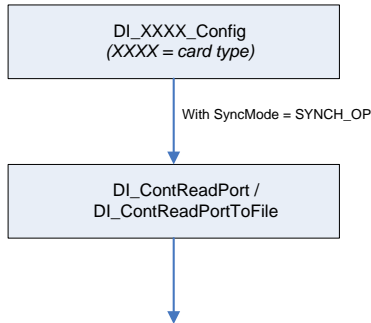 DI_XXXX_Config
(XXXX = card type)
With SyncMode = SYNCH_OP
DI_ContReadPort /
DI_ContReadPortToFile